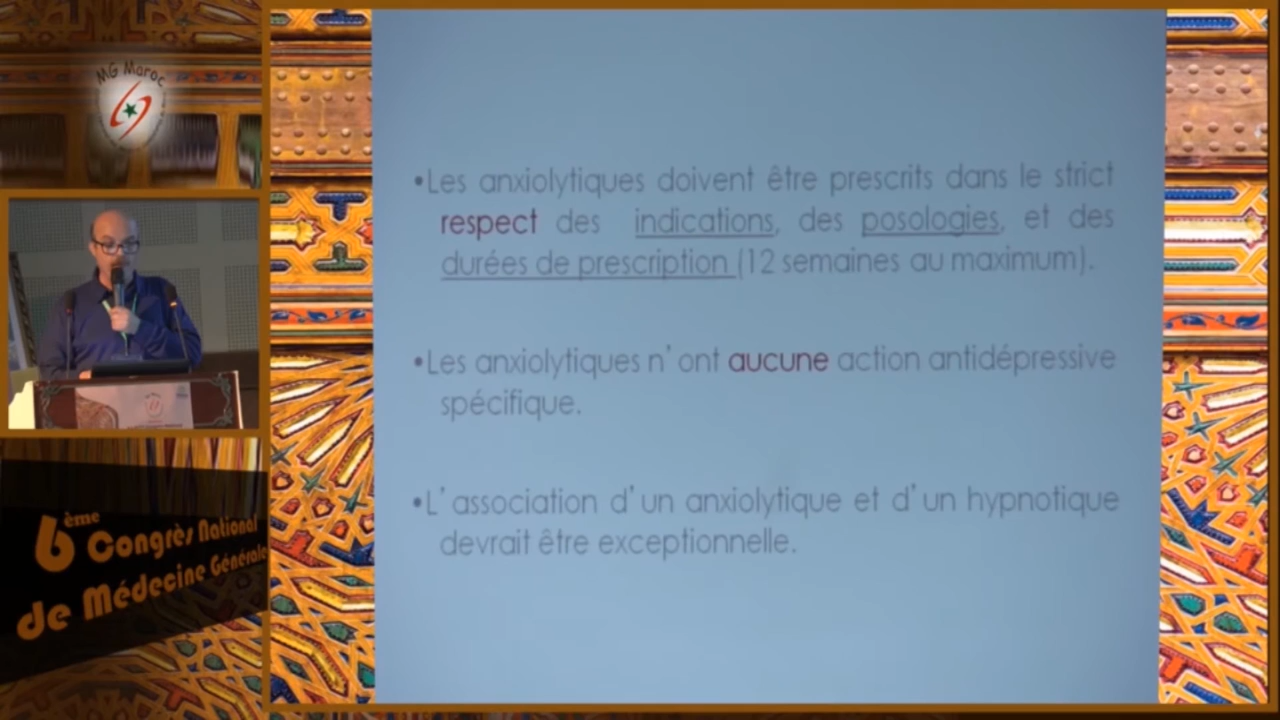 MG Maroc
6ème Congrès National
de Médecine Générale
•Les anxiolytiques doivent être prescrits dans le strict
respect des indications, des posologies, et des
durées de prescription (12 semaines au maximum).
•Les anxiolytiques n' ont aucune action antidépressive
spécifique.
•L' association d' un anxiolytique et d' un hypnotique
devrait être exceptionnelle.